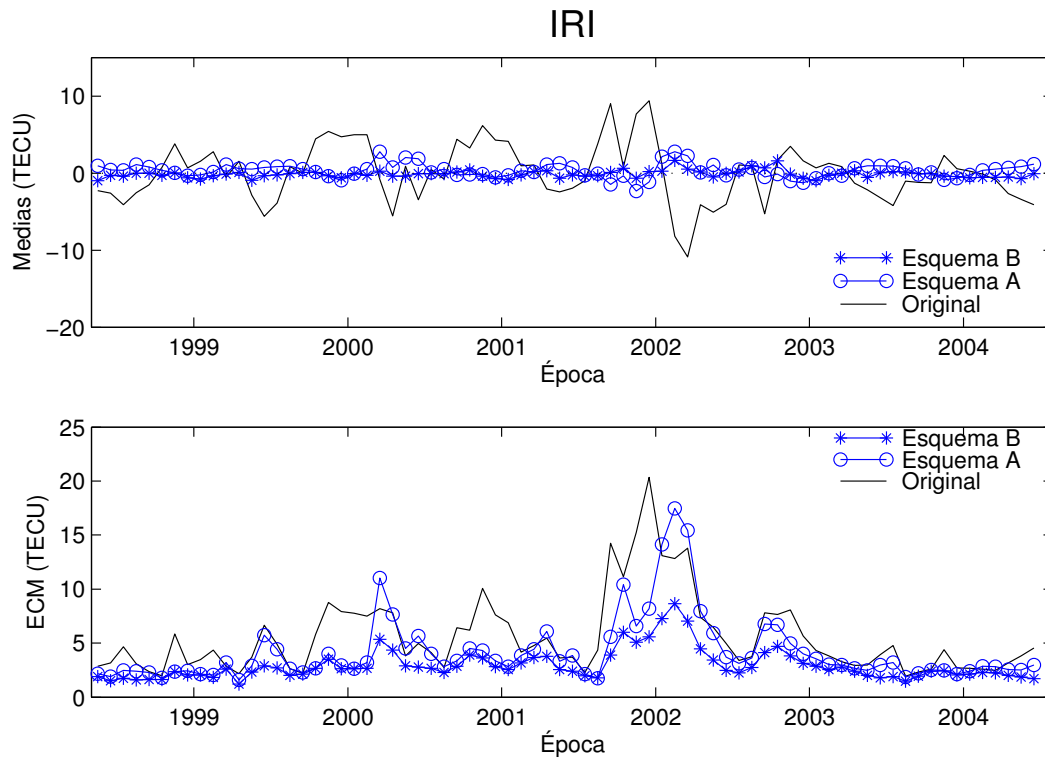 IRI
Medias (TECU)
10
0
−10
−20
Esquema B
Esquema A
Original
1999 2000 2001 2002 2003 2004
Época
ECM (TECU)
25
20
15
10
5
0
Esquema B
Esquema A
Original
1999 2000 2001 2002 2003 2004
Época